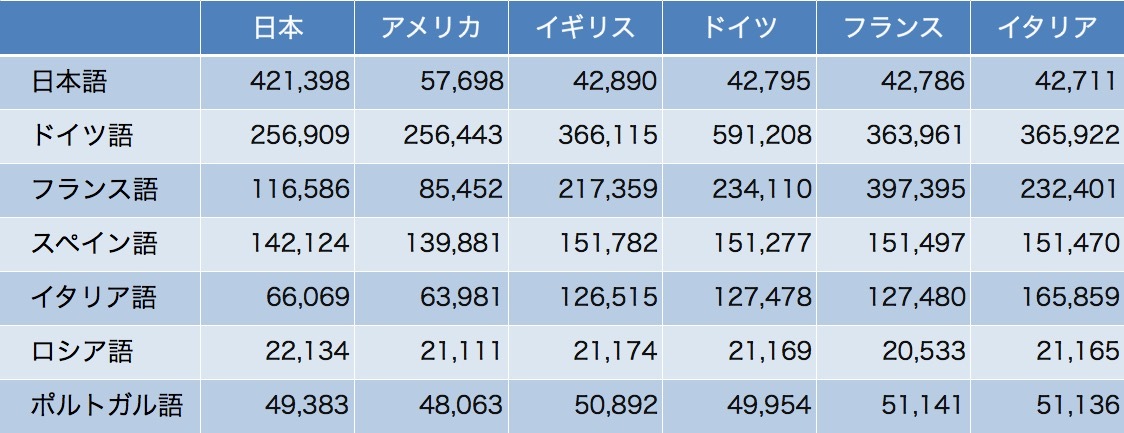 日本 アメリカ イギリス ドイツ フランス イタリア
日本語 421,398 57,698 42,890 42,795 42,786 42,711
ドイツ語 256,909 256,443 366,115 591,208 363,961 365,922
フランス語 116,586 85,452 217,359 234,110 397,395 232,401
スペイン語 142,124 139,881 151,782 151,277 151,497 151,470
イタリア語 66,069 63,981 126,515 127,478 127,480 165,859
ロシア語 22,134 21,111 21,174 21,169 20,533 21,165
ポルトガル語 49,383 48,063 50,892 49,954 51,141 51,136